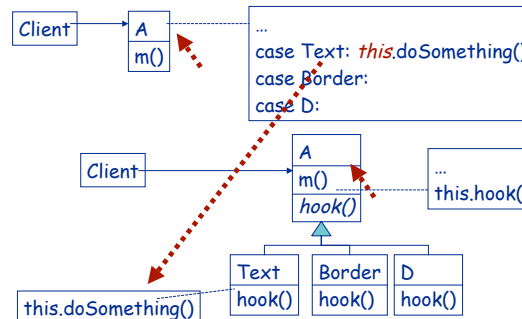 Client
A
m()
...
case Text: this.doSomething()
case Border:
case D:
Client
A
m()
hook()
...
this.hook()
Text
hook()
Border
hook()
D
hook()
this.doSomething()